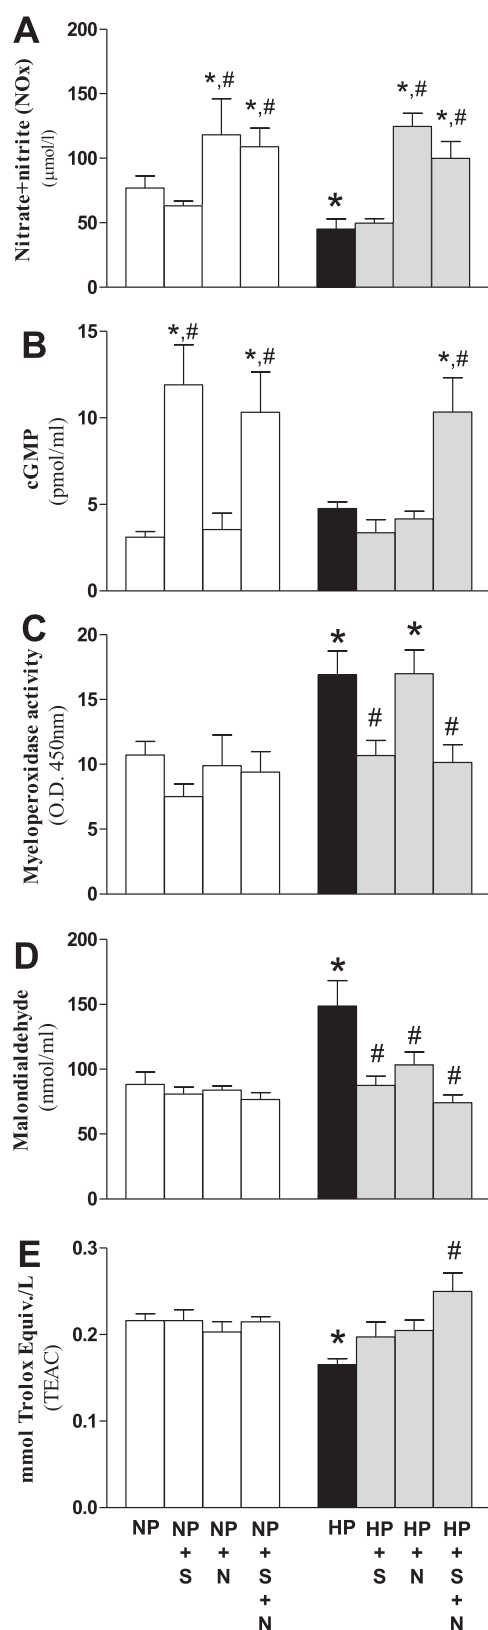 A
Nitrate+nitrite (NOx)
(µmol/l)
200
150
100
50
0
*,#
*,#
*
*,#
*,#
B
cGMP
(pmol/ml)
15
10
5
0
*,#
*,#
*,#
C
Myeloperoxidase activity
(O.D. 450nm)
20
15
10
5
0
*
#
*
#
D
Malondialdehyde
(nmol/ml)
200
150
100
50
0
*
#
#
#
E
mmol Trolox Equiv./L
(TEAC)
0.3
0.2
0.1
0.0
*
#
NP NP NP NP HP HP HP HP
+ + + + + +
S N S S N S
+ +
N N